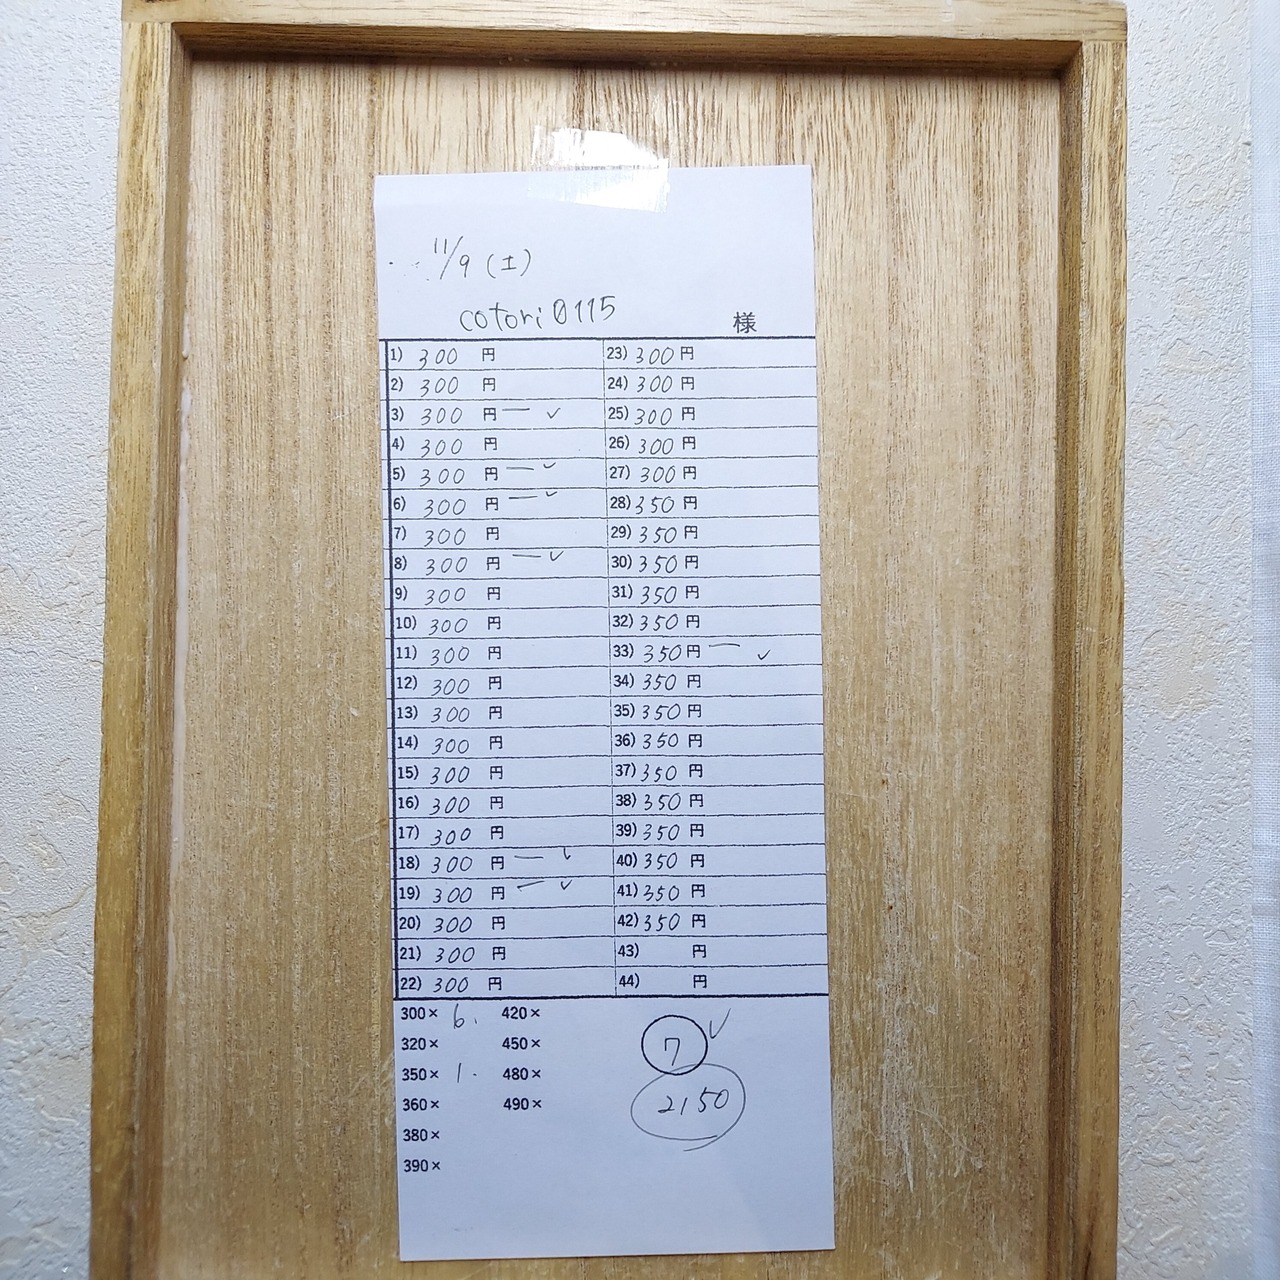 11/9(土)
cotori0115 様
1) 300 円
2) 300 円
3) 300 円 — ✓
4) 300 円
5) 300 円 — ✓
6) 300 円 — ✓
7) 300 円
8) 300 円 — ✓
9) 300 円
10) 300 円
11) 300 円
12) 300 円
13) 300 円
14) 300 円
15) 300 円
16) 300 円
17) 300 円
18) 300 円 — ✓
19) 300 円 — ✓
20) 300 円
21) 300 円
22) 300 円
23) 300 円
24) 300 円
25) 300 円
26) 300 円
27) 300 円
28) 350 円
29) 350 円
30) 350 円
31) 350 円
32) 350 円
33) 350 円 — ✓
34) 350 円
35) 350 円
36) 350 円
37) 350 円
38) 350 円
39) 350 円
40) 350 円
41) 350 円
42) 350 円
43) 円
44) 円
300× 6.
320×
350× 1.
360×
380×
390×
420×
450×
480×
490×
7 ✓
2150